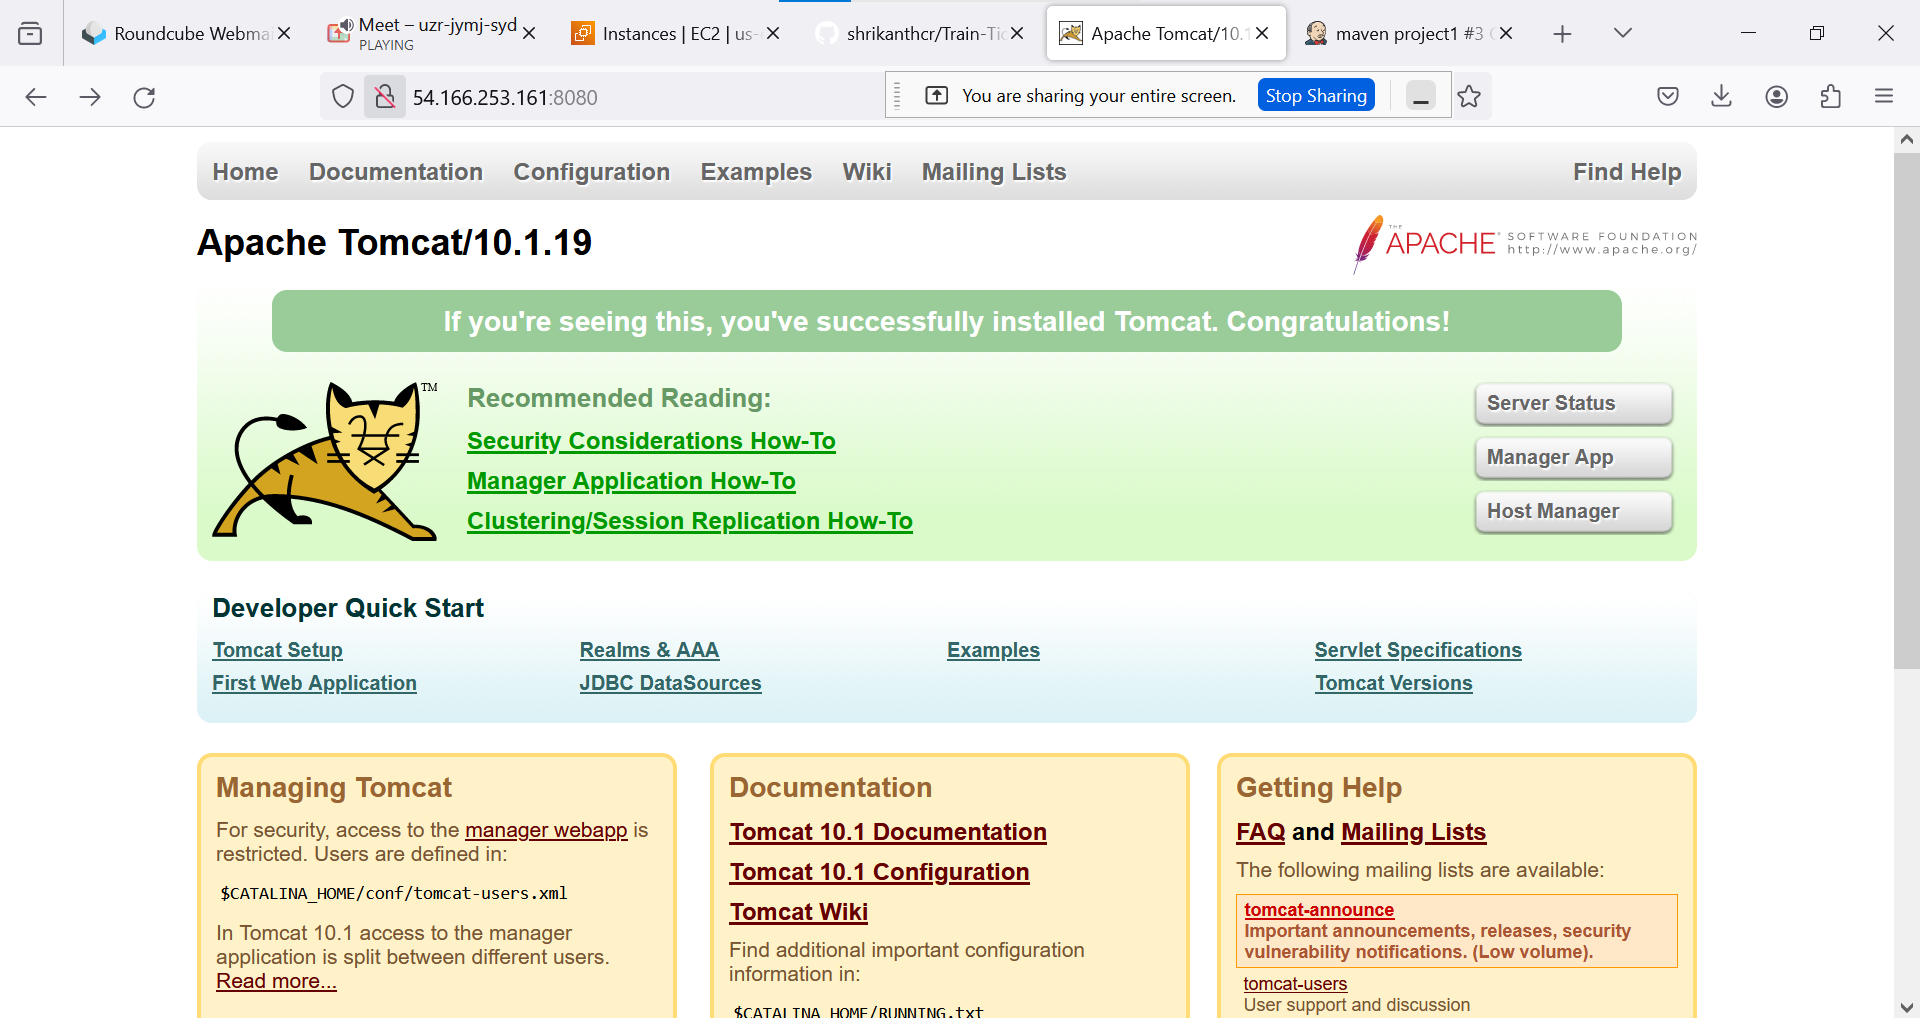 Roundcube Webma
Meet – uzr-jymj-syd
PLAYING
Instances | EC2 | us-
shrikanthcr/Train-Tic
Apache Tomcat/10.1
maven project1 #3
54.166.253.161:8080
You are sharing your entire screen.
Stop Sharing
Home Documentation Configuration Examples Wiki Mailing Lists Find Help
Apache Tomcat/10.1.19
THE APACHE SOFTWARE FOUNDATION
http://www.apache.org/
If you're seeing this, you've successfully installed Tomcat. Congratulations!
TM
Recommended Reading:
Security Considerations How-To
Manager Application How-To
Clustering/Session Replication How-To
Server Status
Manager App
Host Manager
Developer Quick Start
Tomcat Setup Realms & AAA Examples Servlet Specifications
First Web Application JDBC DataSources Tomcat Versions
Managing Tomcat
For security, access to the manager webapp is
restricted. Users are defined in:
$CATALINA_HOME/conf/tomcat-users.xml
In Tomcat 10.1 access to the manager
application is split between different users.
Read more...
Documentation
Tomcat 10.1 Documentation
Tomcat 10.1 Configuration
Tomcat Wiki
Find additional important configuration
information in:
$CATALINA_HOME/RUNNING.txt
Getting Help
FAQ and Mailing Lists
The following mailing lists are available:
tomcat-announce
Important announcements, releases, security
vulnerability notifications. (Low volume).
tomcat-users
User support and discussion